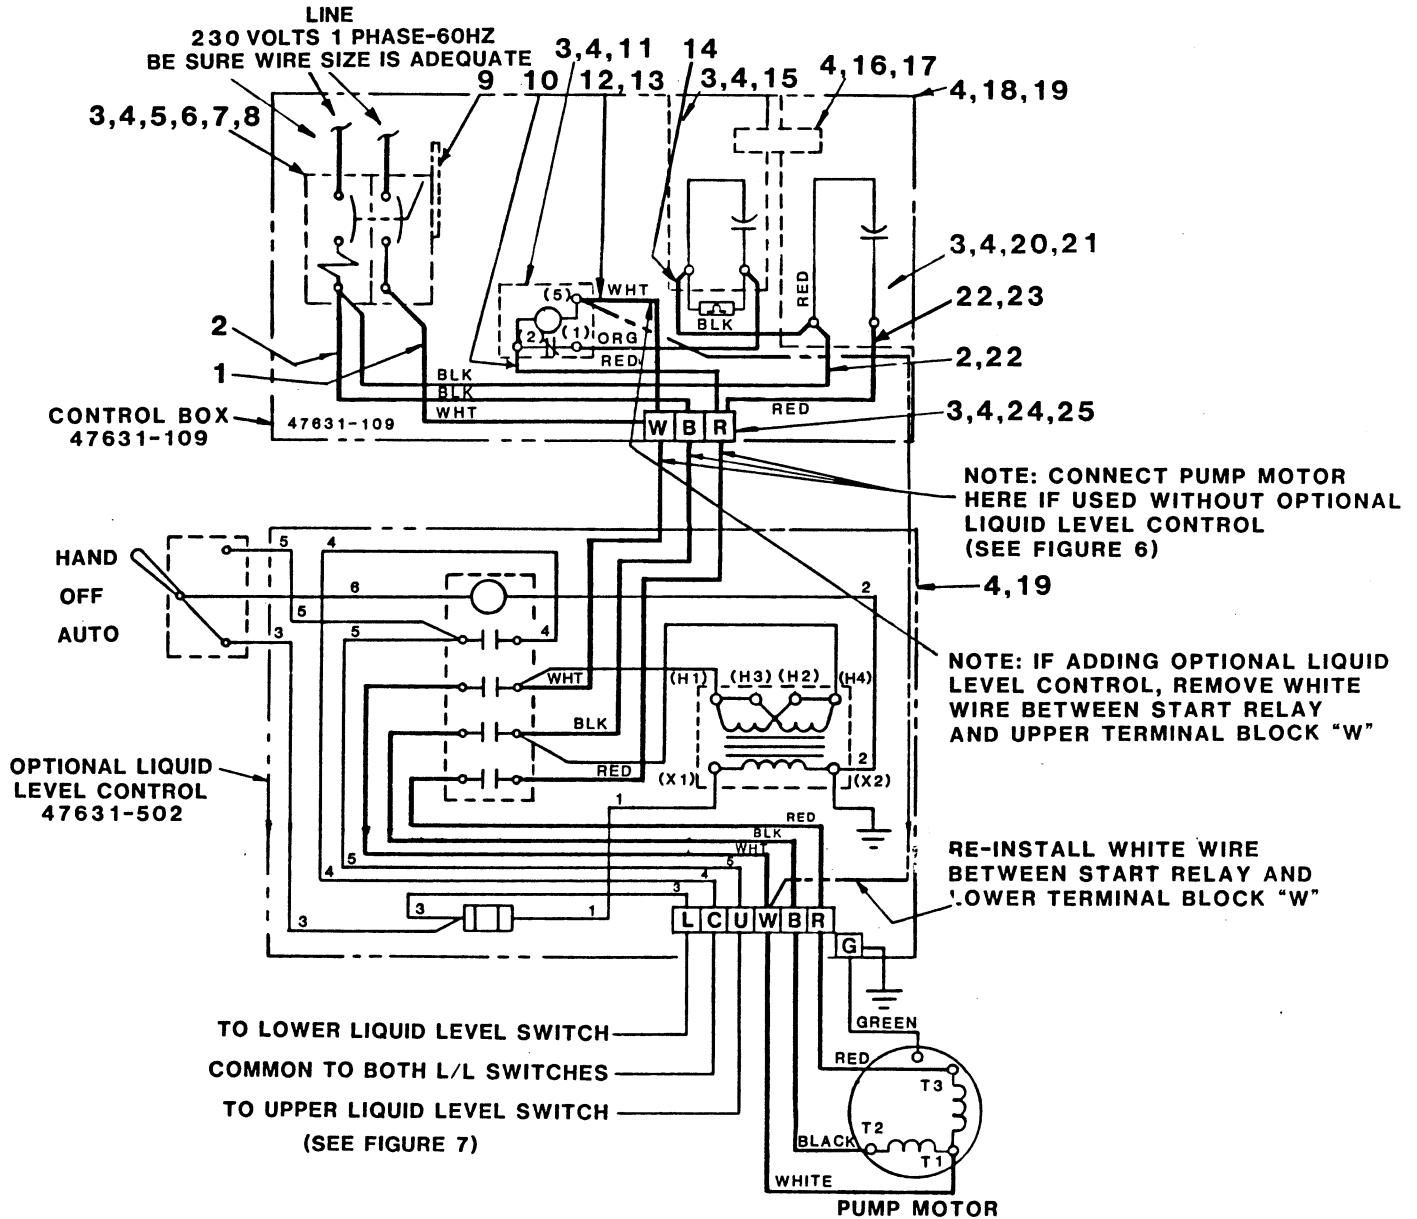 LINE
230 VOLTS 1 PHASE-60HZ
BE SURE WIRE SIZE IS ADEQUATE
3,4,5,6,7,8
9
10
3,4,11
12,13
14
3,4,15
4,16,17
4,18,19
3,4,20,21
22,23
2,22
3,4,24,25
2
1
(5)
WHT
2)
(1)
ORG
RED
BLK
RED
BLK
BLK
WHT
RED
CONTROL BOX
47631-109
47631-109
W B R
NOTE: CONNECT PUMP MOTOR
HERE IF USED WITHOUT OPTIONAL
LIQUID LEVEL CONTROL
(SEE FIGURE 6)
4,19
HAND
OFF
AUTO
5
4
6
2
5
5
4
3
WHT
(H1)
(H3)
(H2)
(H4)
BLK
RED
(X1)
2
(X2)
1
NOTE: IF ADDING OPTIONAL LIQUID
LEVEL CONTROL, REMOVE WHITE
WIRE BETWEEN START RELAY
AND UPPER TERMINAL BLOCK "W"
OPTIONAL LIQUID
LEVEL CONTROL
47631-502
RED
BLK
WHT
5
5
4
4
3
3
3
1
RE-INSTALL WHITE WIRE
BETWEEN START RELAY AND
LOWER TERMINAL BLOCK "W"
L C U W B R
G
TO LOWER LIQUID LEVEL SWITCH
COMMON TO BOTH L/L SWITCHES
TO UPPER LIQUID LEVEL SWITCH
(SEE FIGURE 7)
GREEN
RED
T3
T2
BLACK
T1
WHITE
PUMP MOTOR